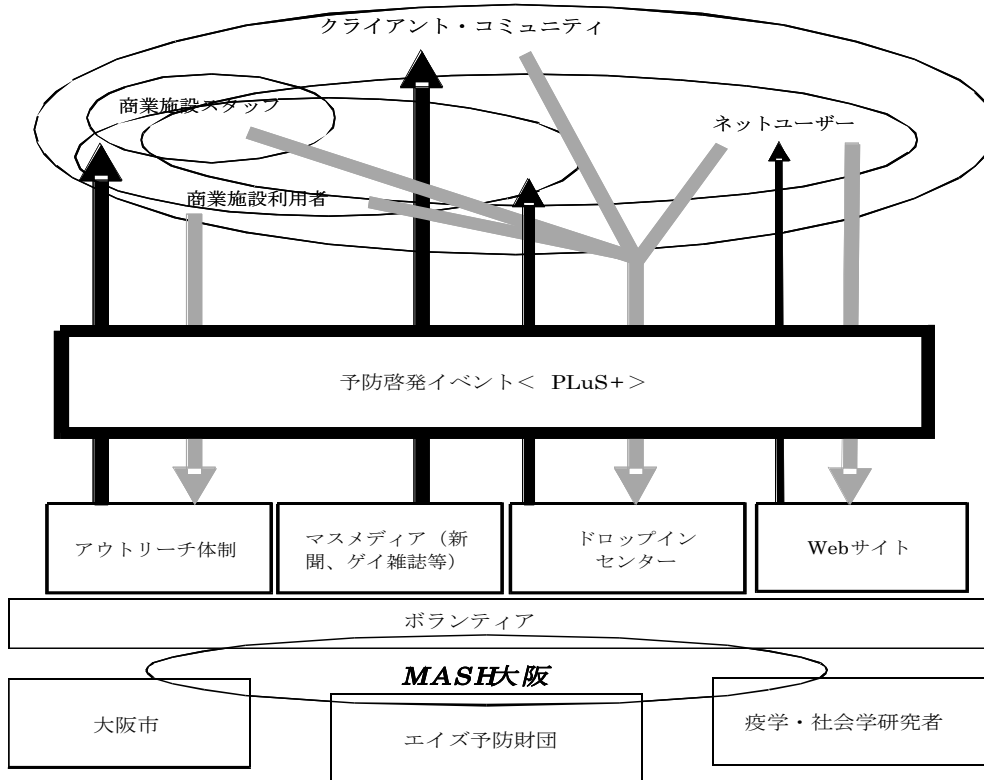 クライアント・コミュニティ
商業施設スタッフ
ネットユーザー
商業施設利用者
予防啓発イベント＜ PLuS+＞
アウトリーチ体制
マスメディア（新
聞、ゲイ雑誌等）
ドロップイン
センター
Webサイト
ボランティア
MASH大阪
大阪市
エイズ予防財団
疫学・社会学研究者